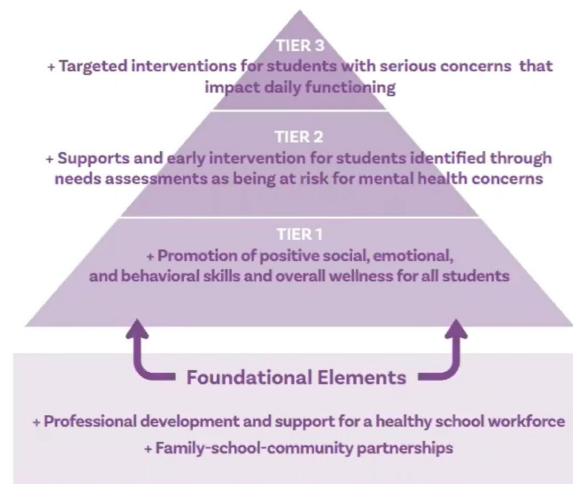 TIER 3
+ Targeted interventions for students with serious concerns that
impact daily functioning
TIER 2
+ Supports and early intervention for students identified through
needs assessments as being at risk for mental health concerns
TIER 1
+ Promotion of positive social, emotional,
and behavioral skills and overall wellness for all students
Foundational Elements
+ Professional development and support for a healthy school workforce
+ Family-school-community partnerships